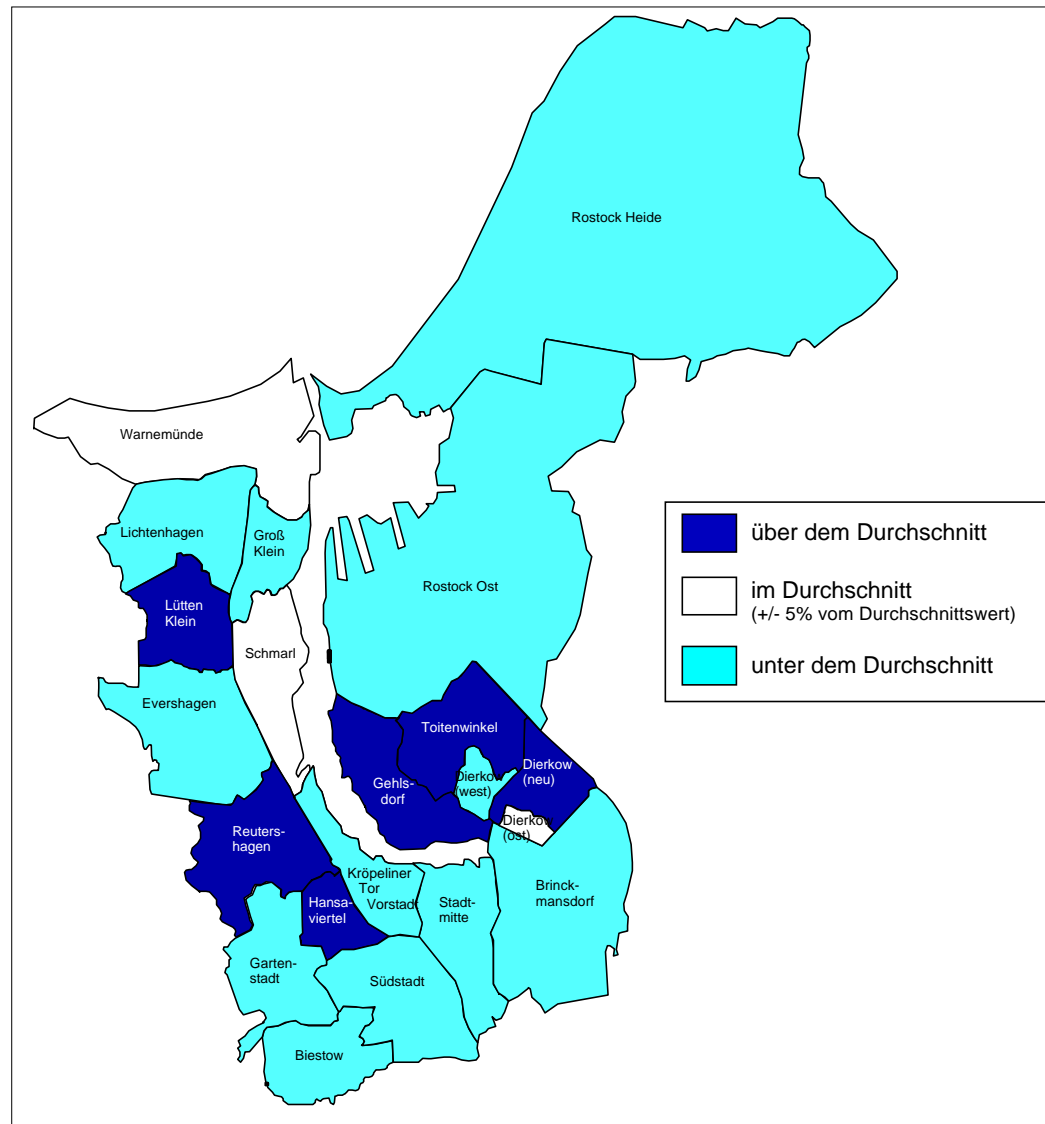 Rostock Heide
Warnemünde
Lichtenhagen
Groß
Klein
Lütten
Klein
Schmarl
Rostock Ost
Evershagen
Toitenwinkel
Gehls-
dorf
Dierkow
(west)
Dierkow
(neu)
Dierkow
(ost)
Reuters-
hagen
Kröpeliner
Tor
Vorstadt
Hansa-
viertel
Stadt-
mitte
Brinck-
mansdorf
Garten-
stadt
Südstadt
Biestow
über dem Durchschnitt
im Durchschnitt
(+/- 5% vom Durchschnittswert)
unter dem Durchschnitt